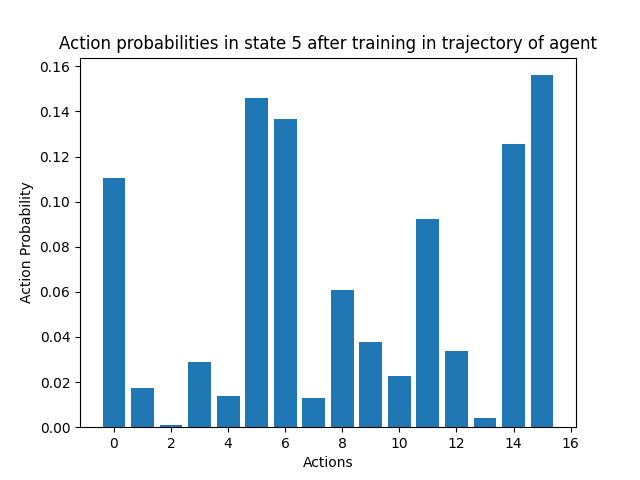 Action probabilities in state 5 after training in trajectory of agent
0.16
0.14
0.12
0.10
0.08
0.06
0.04
0.02
0.00
Action Probability
0 2 4 6 8 10 12 14 16
Actions